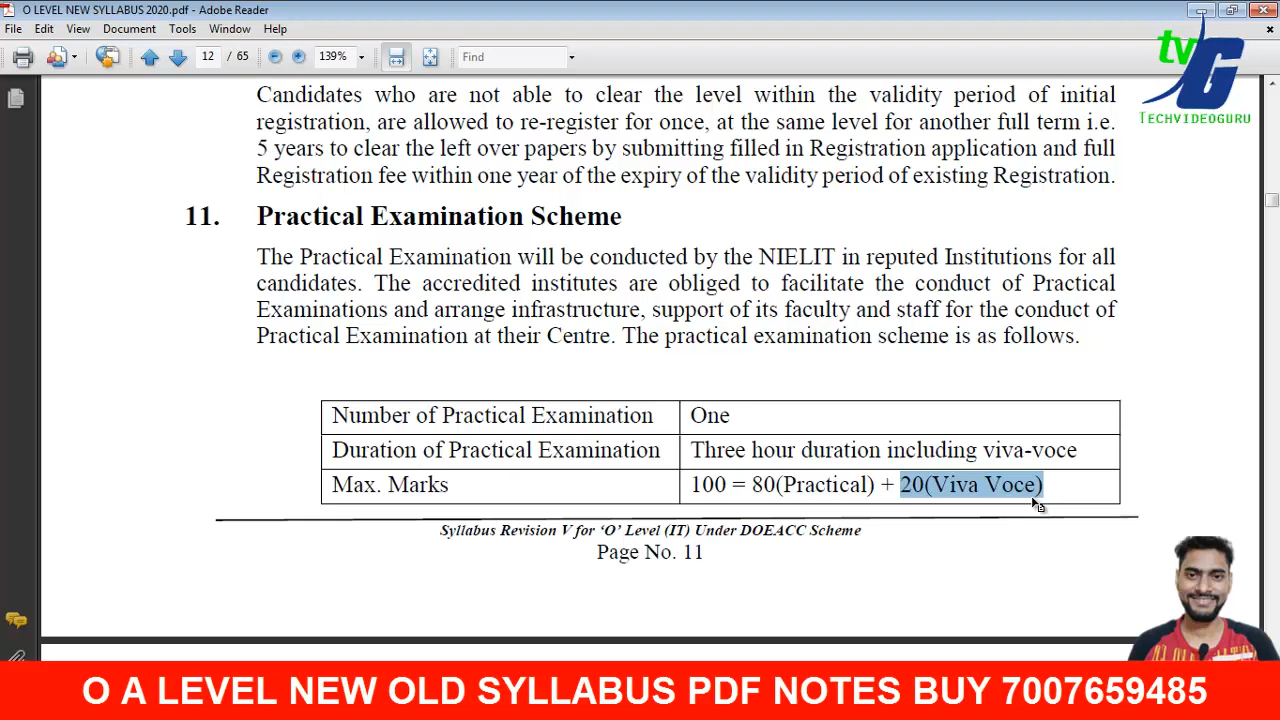 O LEVEL NEW SYLLABUS 2020.pdf - Adobe Reader
File Edit View Document Tools Window Help
12 / 65 139% Find
tv
G
TECHVIDEOGURU
Candidates who are not able to clear the level within the validity period of initial
registration, are allowed to re-register for once, at the same level for another full term i.e.
5 years to clear the left over papers by submitting filled in Registration application and full
Registration fee within one year of the expiry of the validity period of existing Registration.
11. Practical Examination Scheme
The Practical Examination will be conducted by the NIELIT in reputed Institutions for all
candidates. The accredited institutes are obliged to facilitate the conduct of Practical
Examinations and arrange infrastructure, support of its faculty and staff for the conduct of
Practical Examination at their Centre. The practical examination scheme is as follows.
Number of Practical Examination One
Duration of Practical Examination Three hour duration including viva-voce
Max. Marks 100 = 80(Practical) + 20(Viva Voce)
Syllabus Revision V for ‘O’ Level (IT) Under DOEACC Scheme
Page No. 11
O A LEVEL NEW OLD SYLLABUS PDF NOTES BUY 7007659485